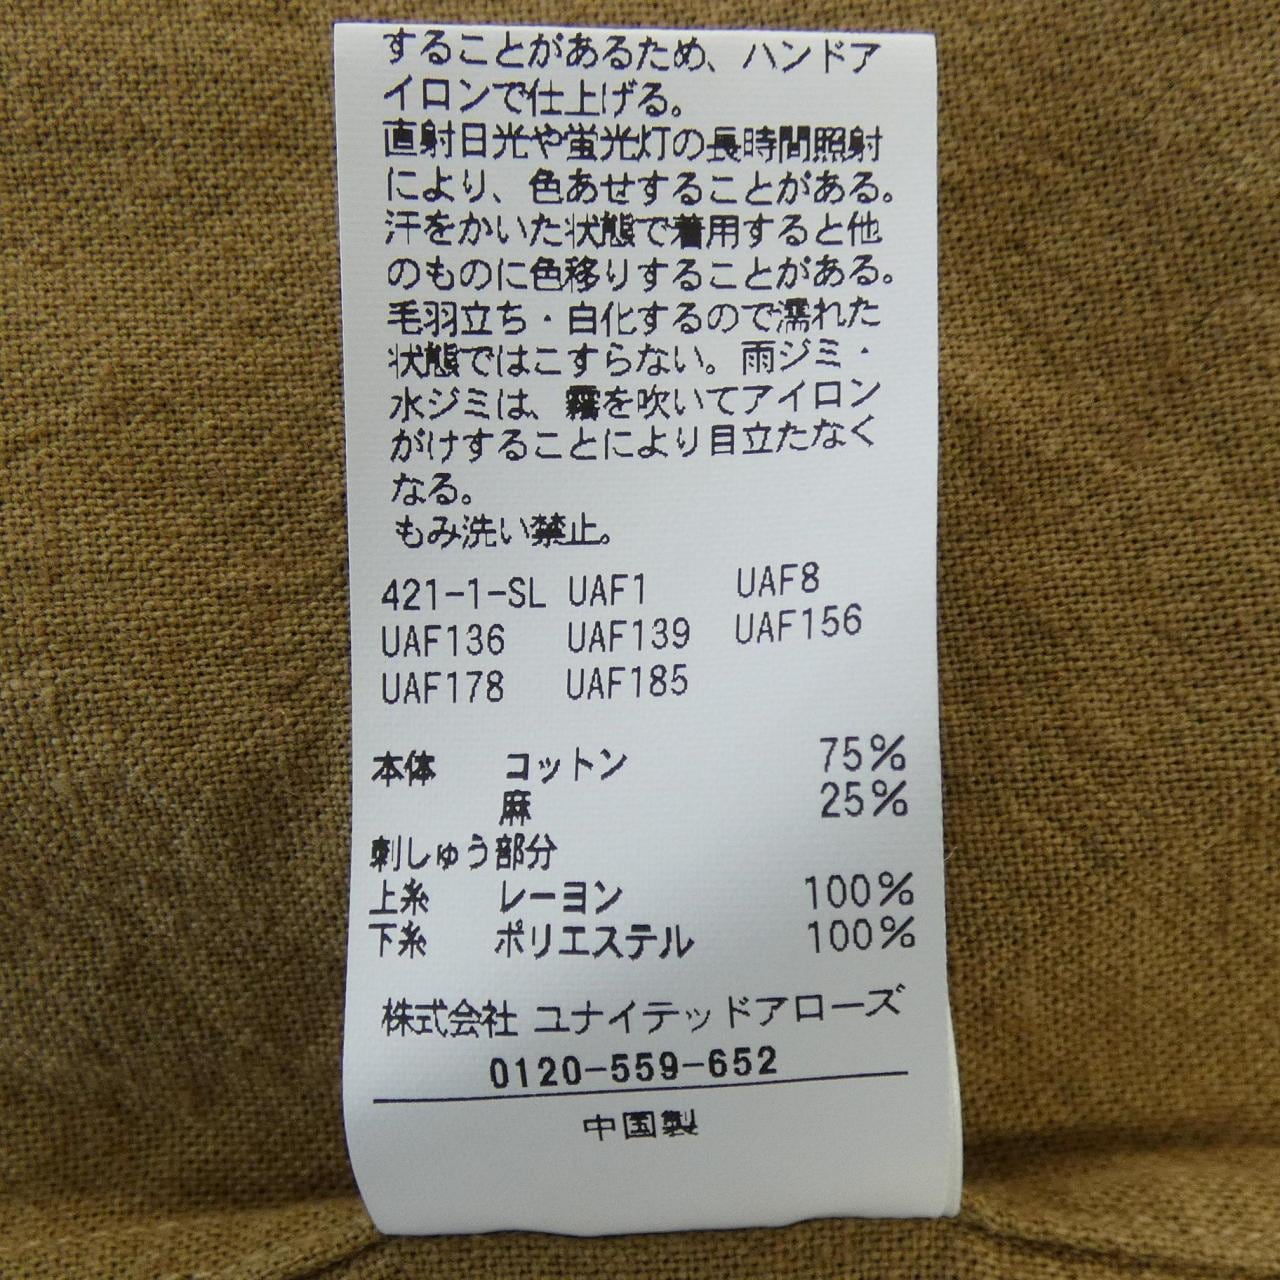 することがあるため、ハンドア
イロンで仕上げる。
直射日光や蛍光灯の長時間照射
により、色あせすることがある。
汗をかいた状態で着用すると他
のものに色移りすることがある。
毛羽立ち・白化するので濡れた
状態ではこすらない。雨ジミ・
水ジミは、霧を吹いてアイロン
がけすることにより目立たなく
なる。
もみ洗い禁止。
421-1-SL UAF1 UAF8
UAF136 UAF139 UAF156
UAF178 UAF185
本体 コットン 75%
麻 25%
刺しゅう部分
上糸 レーヨン 100%
下糸 ポリエステル 100%
株式会社 ユナイテッドアローズ
0120-559-652
中国製